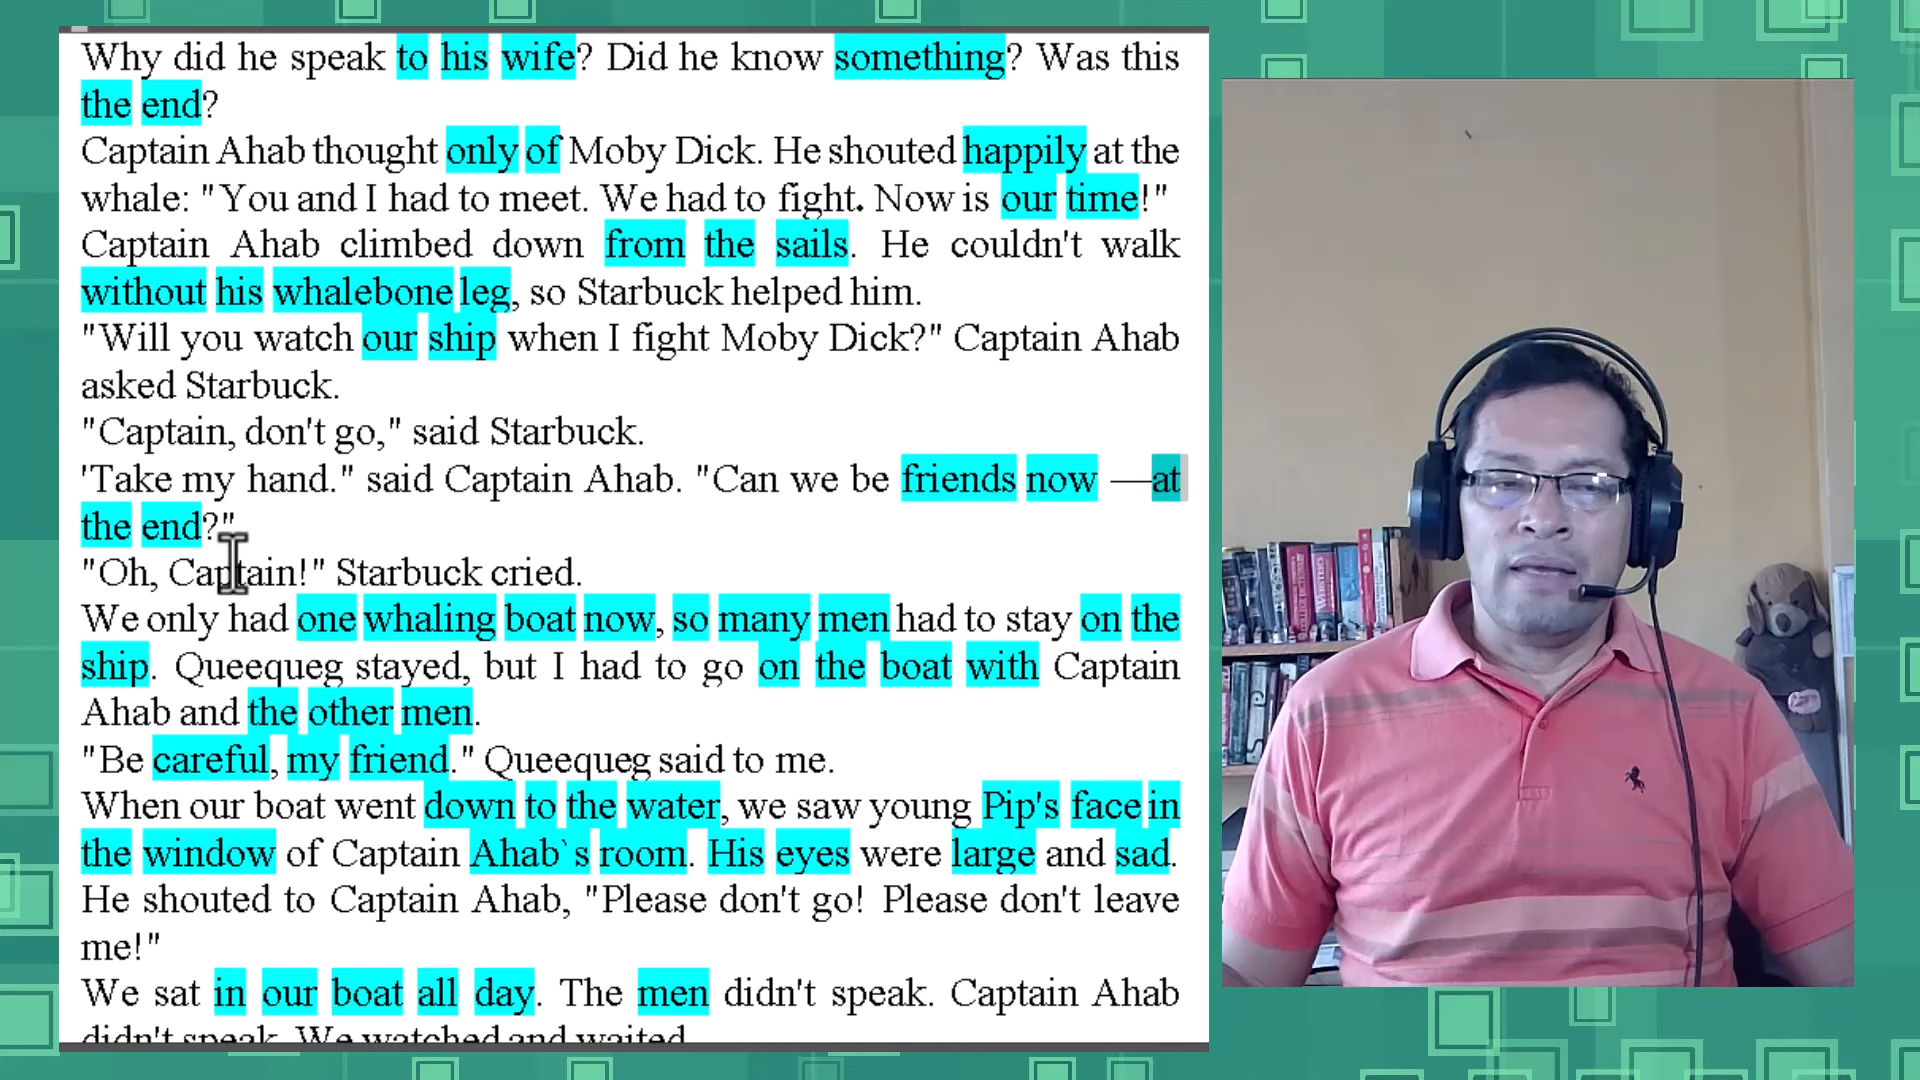 Why did he speak to his wife? Did he know something? Was this
the end?
Captain Ahab thought only of Moby Dick. He shouted happily at the
whale: "You and I had to meet. We had to fight. Now is our time!"
Captain Ahab climbed down from the sails. He couldn't walk
without his whalebone leg, so Starbuck helped him.
"Will you watch our ship when I fight Moby Dick?" Captain Ahab
asked Starbuck.
"Captain, don't go," said Starbuck.
'Take my hand." said Captain Ahab. "Can we be friends now —at
the end?"
"Oh, Captain!" Starbuck cried.
We only had one whaling boat now, so many men had to stay on the
ship. Queequeg stayed, but I had to go on the boat with Captain
Ahab and the other men.
"Be careful, my friend." Queequeg said to me.
When our boat went down to the water, we saw young Pip's face in
the window of Captain Ahab`s room. His eyes were large and sad.
He shouted to Captain Ahab, "Please don't go! Please don't leave
me!"
We sat in our boat all day. The men didn't speak. Captain Ahab
didn't speak. We watched and waited.